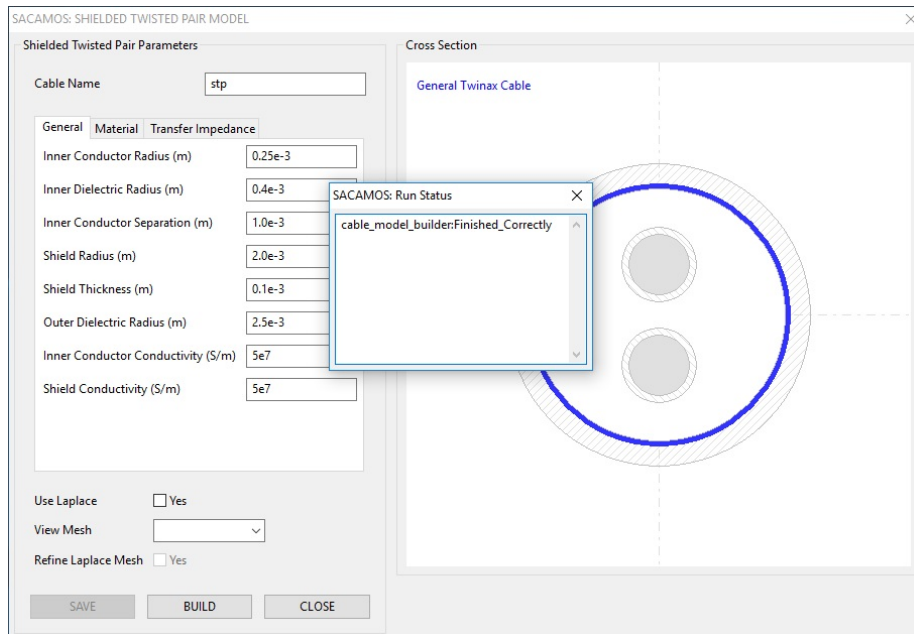 SACAMOS: SHIELDED TWISTED PAIR MODEL
Shielded Twisted Pair Parameters
Cable Name
stp
General Material Transfer Impedance
Inner Conductor Radius (m) 0.25e-3
Inner Dielectric Radius (m) 0.4e-3
Inner Conductor Separation (m) 1.0e-3
Shield Radius (m) 2.0e-3
Shield Thickness (m) 0.1e-3
Outer Dielectric Radius (m) 2.5e-3
Inner Conductor Conductivity (S/m) 5e7
Shield Conductivity (S/m) 5e7
Use Laplace Yes
View Mesh
Refine Laplace Mesh Yes
SAVE BUILD CLOSE
Cross Section
General Twinax Cable
SACAMOS: Run Status
cable_model_builder:Finished_Correctly